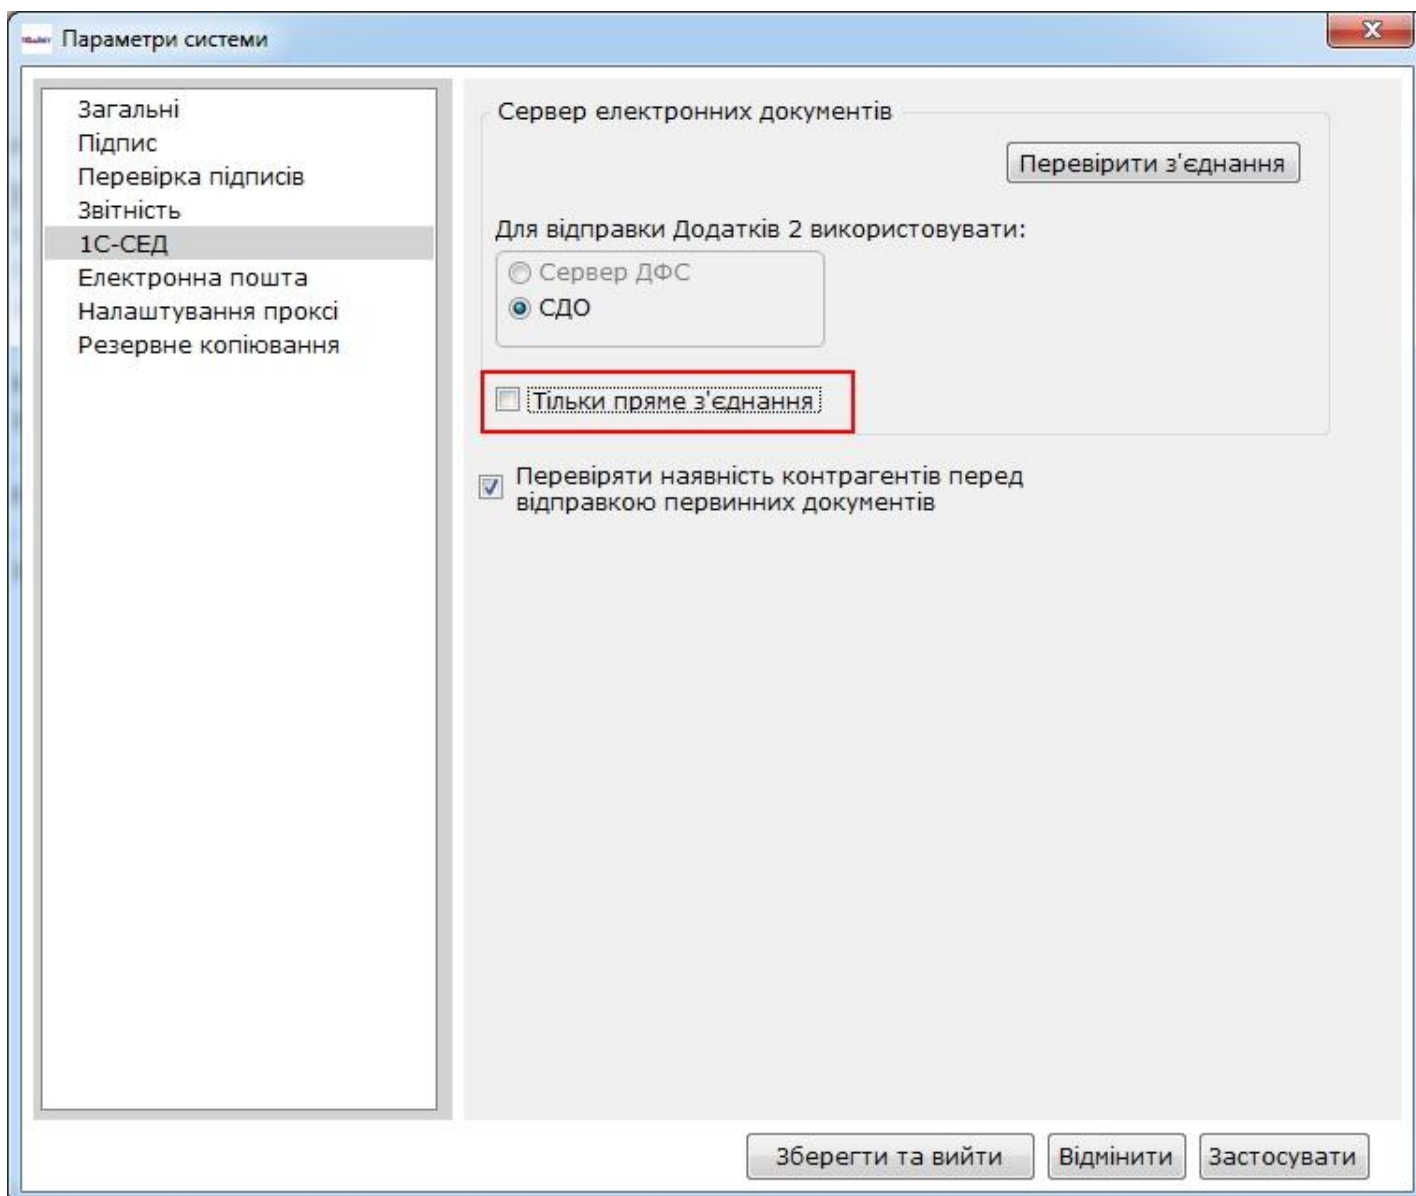 Параметри системи
Загальні
Підпис
Перевірка підписів
Звітність
1С-СЕД
Електронна пошта
Налаштування проксі
Резервне копіювання
Сервер електронних документів
Перевірити з'єднання
Для відправки Додатків 2 використовувати:
Сервер ДФС
СДО
Тільки пряме з'єднання
Перевіряти наявність контрагентів перед
відправкою первинних документів
Зберегти та вийти
Відмінити
Застосувати